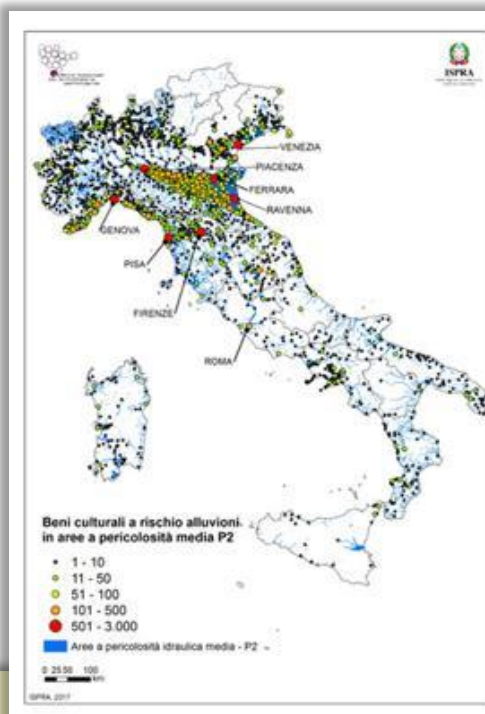 ISPRA
VENEZIA
PIACENZA
FERRARA
RAVENNA
GENOVA
PISA
FIRENZE
ROMA
Beni culturali a rischio alluvioni
in aree a pericolosità media P2
1 - 10
11 - 50
51 - 100
101 - 500
501 - 3.000
Aree a pericolosità idraulica media - P2
0 25 50 100
km
ISPRA, 2017